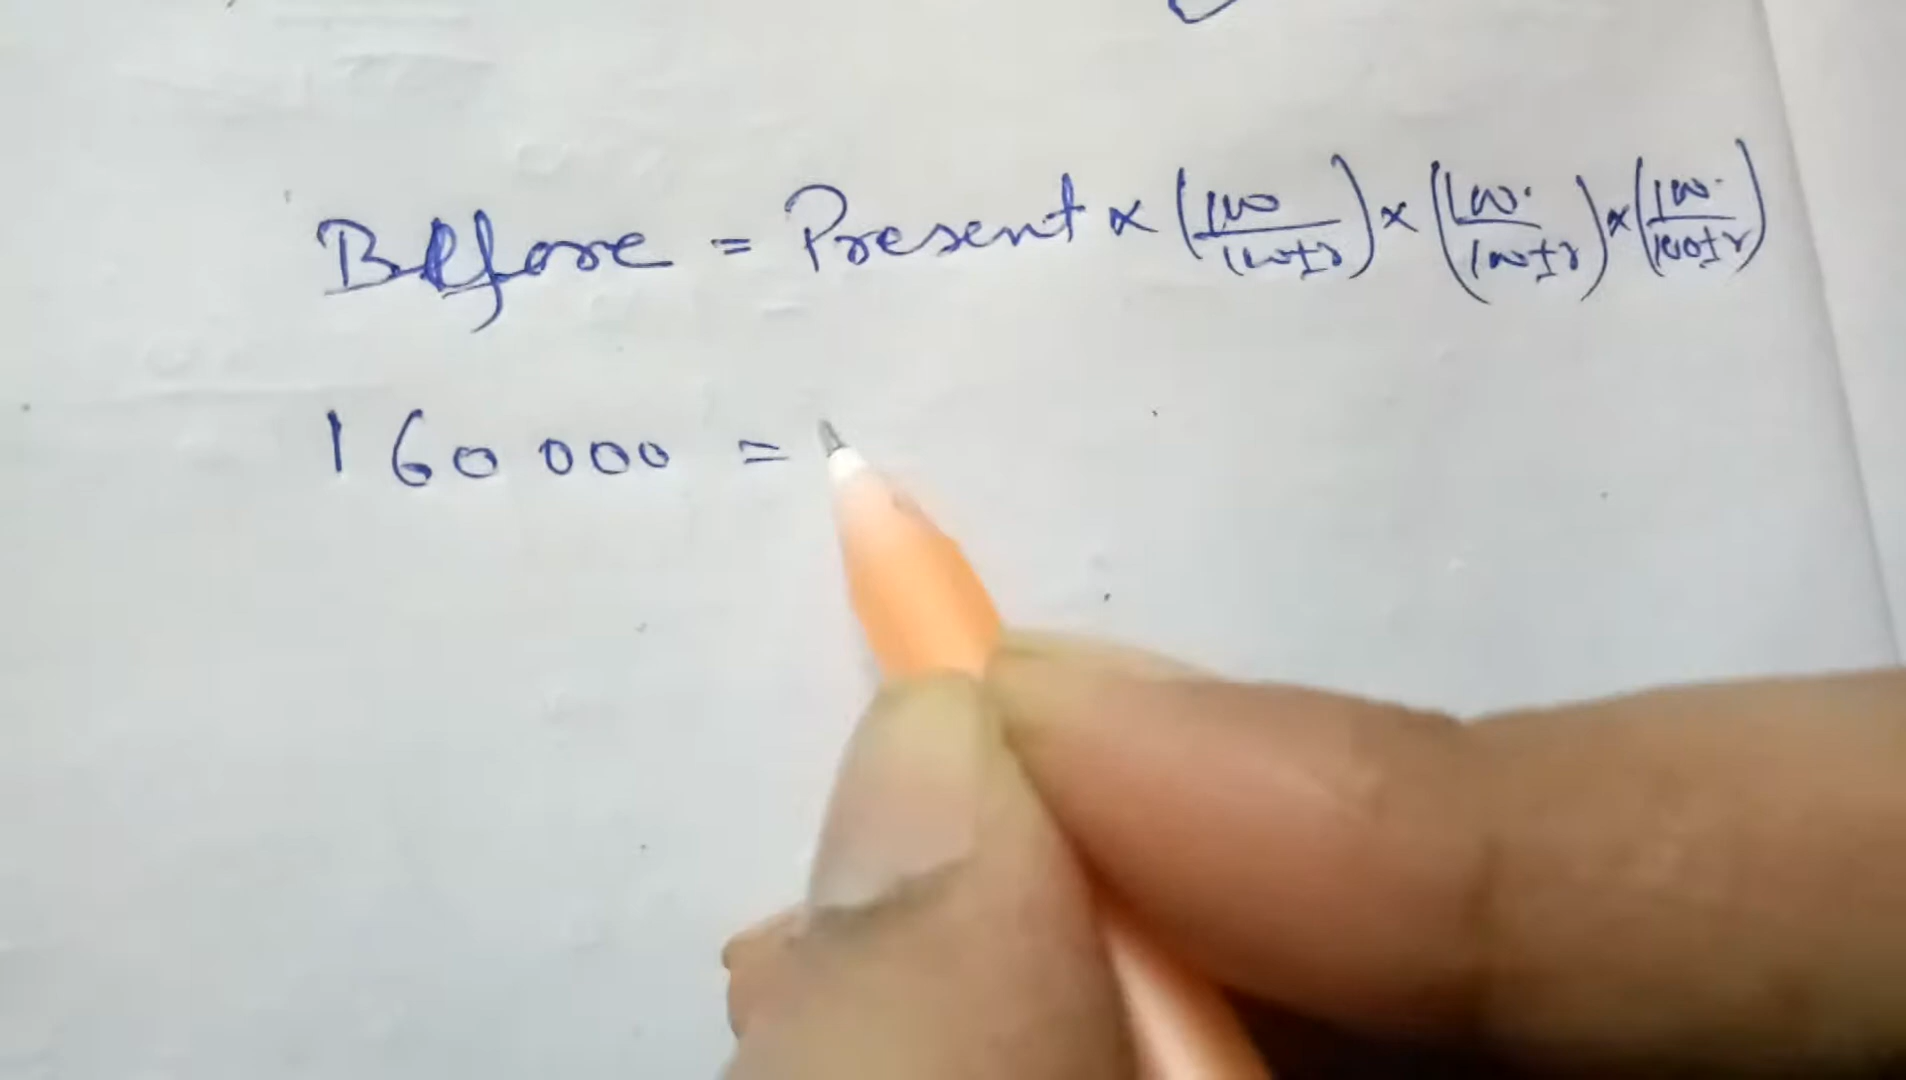 Before = Present × (100/100±r) × (100/100±r) × (100/100±r)
160000 =